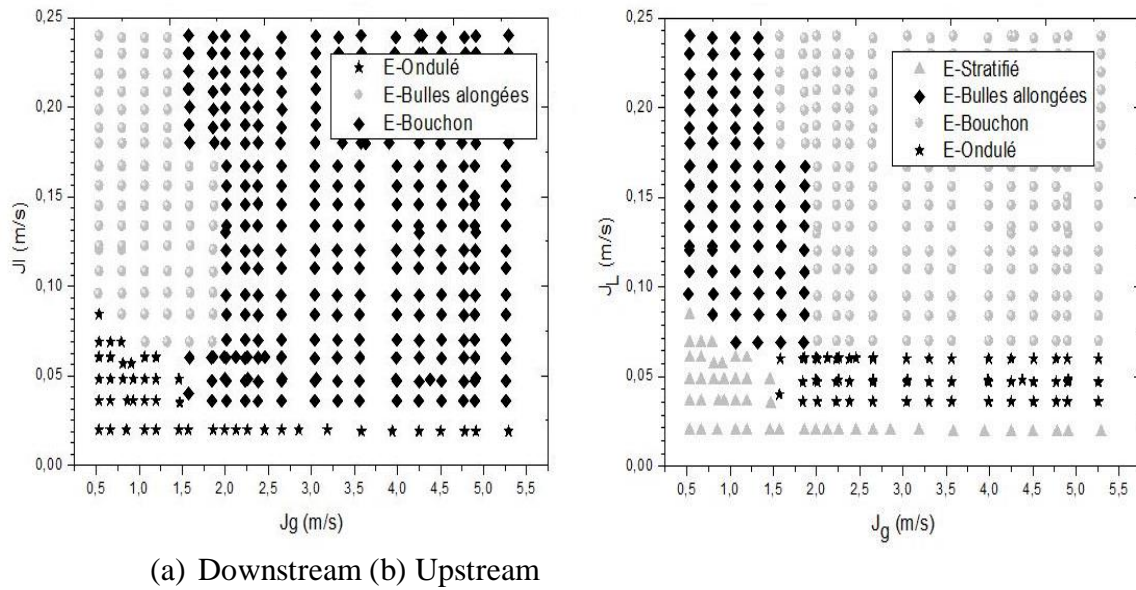 0,25
0,20
0,15
0,10
0,05
0,00
Jl (m/s)
E-Ondulé
E-Bulles alongées
E-Bouchon
0,5 1,0 1,5 2,0 2,5 3,0 3,5 4,0 4,5 5,0 5,5
Jg (m/s)
0,25
0,20
0,15
0,10
0,05
0,00
J_L (m/s)
E-Stratifié
E-Bulles allongées
E-Bouchon
E-Ondulé
0,5 1,0 1,5 2,0 2,5 3,0 3,5 4,0 4,5 5,0
J_g (m/s)
(a) Downstream (b) Upstream